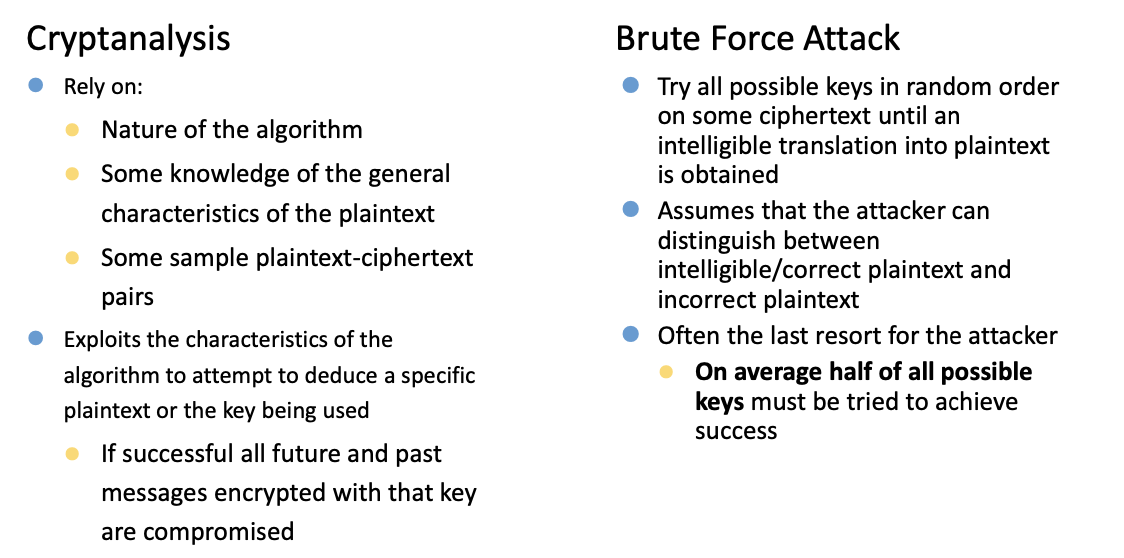 Cryptanalysis
Rely on:
Nature of the algorithm
Some knowledge of the general
characteristics of the plaintext
Some sample plaintext-ciphertext
pairs
Exploits the characteristics of the
algorithm to attempt to deduce a specific
plaintext or the key being used
If successful all future and past
messages encrypted with that key
are compromised
Brute Force Attack
Try all possible keys in random order
on some ciphertext until an
intelligible translation into plaintext
is obtained
Assumes that the attacker can
distinguish between
intelligible/correct plaintext and
incorrect plaintext
Often the last resort for the attacker
On average half of all possible
keys must be tried to achieve
success